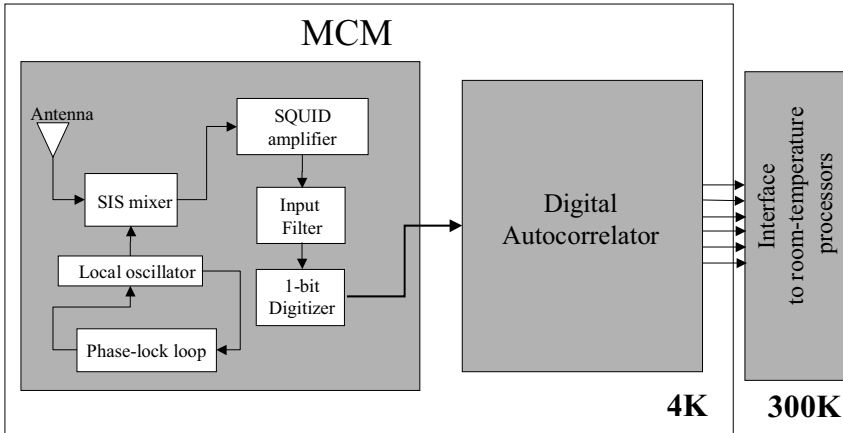 MCM
Antenna
SQUID
amplifier
SIS mixer
Input
Filter
Local oscillator
1-bit
Digitizer
Phase-lock loop
Digital
Autocorrelator
Interface
to room-temperature
processors
4K
300K